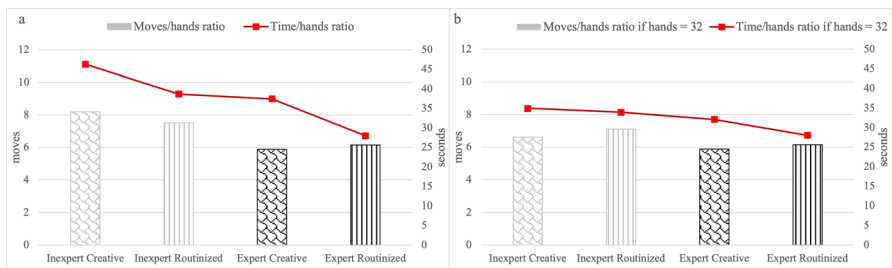 a
Moves/hands ratio
Time/hands ratio
12
10
8
6
4
2
0
moves
50
45
40
35
30
25
20
15
10
5
0
seconds
Inexpert Creative
Inexpert Routinized
Expert Creative
Expert Routinized
b
Moves/hands ratio if hands = 32
Time/hands ratio if hands = 32
12
10
8
6
4
2
0
moves
50
45
40
35
30
25
20
15
10
5
0
seconds
Inexpert Creative
Inexpert Routinized
Expert Creative
Expert Routinized